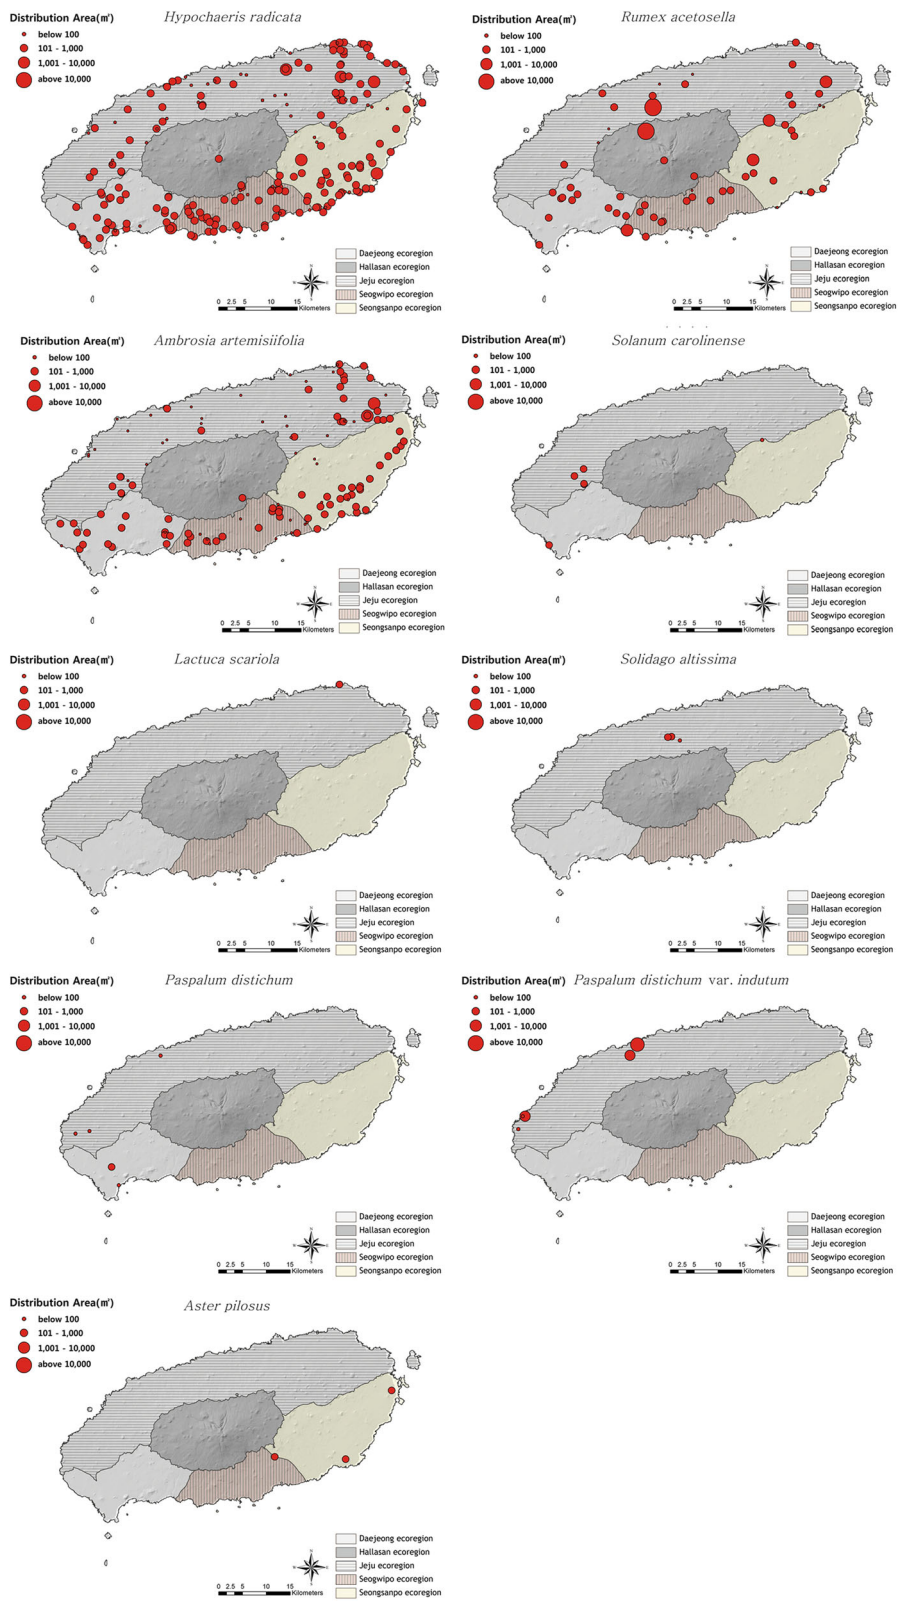 Distribution Area(㎡) Hypochaeris radicata
below 100
101 - 1,000
1,001 - 10,000
above 10,000
Daejeong ecoregion
Hallasan ecoregion
Jeju ecoregion
Seogwipo ecoregion
Seongsanpo ecoregion
0 2.5 5 10 15
Kilometers
Distribution Area(㎡) Rumex acetosella
below 100
101 - 1,000
1,001 - 10,000
above 10,000
Daejeong ecoregion
Hallasan ecoregion
Jeju ecoregion
Seogwipo ecoregion
Seongsanpo ecoregion
0 2.5 5 10 15
Kilometers
Distribution Area(㎡) Ambrosia artemisiifolia
below 100
101 - 1,000
1,001 - 10,000
above 10,000
Daejeong ecoregion
Hallasan ecoregion
Jeju ecoregion
Seogwipo ecoregion
Seongsanpo ecoregion
0 2.5 5 10 15
Kilometers
Distribution Area(㎡) Solanum carolinense
below 100
101 - 1,000
1,001 - 10,000
above 10,000
Daejeong ecoregion
Hallasan ecoregion
Jeju ecoregion
Seogwipo ecoregion
Seongsanpo ecoregion
0 2.5 5 10 15
Kilometers
Distribution Area(㎡) Lactuca scariola
below 100
101 - 1,000
1,001 - 10,000
above 10,000
Daejeong ecoregion
Hallasan ecoregion
Jeju ecoregion
Seogwipo ecoregion
Seongsanpo ecoregion
0 2.5 5 10 15
Kilometers
Distribution Area(㎡) Solidago altissima
below 100
101 - 1,000
1,001 - 10,000
above 10,000
Daejeong ecoregion
Hallasan ecoregion
Jeju ecoregion
Seogwipo ecoregion
Seongsanpo ecoregion
0 2.5 5 10 15
Kilometers
Distribution Area(㎡) Paspalum distichum
below 100
101 - 1,000
1,001 - 10,000
above 10,000
Daejeong ecoregion
Hallasan ecoregion
Jeju ecoregion
Seogwipo ecoregion
Seongsanpo ecoregion
0 2.5 5 10 15
Kilometers
Distribution Area(㎡) Paspalum distichum var. indutum
below 100
101 - 1,000
1,001 - 10,000
above 10,000
Daejeong ecoregion
Hallasan ecoregion
Jeju ecoregion
Seogwipo ecoregion
Seongsanpo ecoregion
0 2.5 5 10 15
Kilometers
Distribution Area(㎡) Aster pilosus
below 100
101 - 1,000
1,001 - 10,000
above 10,000
Daejeong ecoregion
Hallasan ecoregion
Jeju ecoregion
Seogwipo ecoregion
Seongsanpo ecoregion
0 2.5 5 10 15
Kilometers